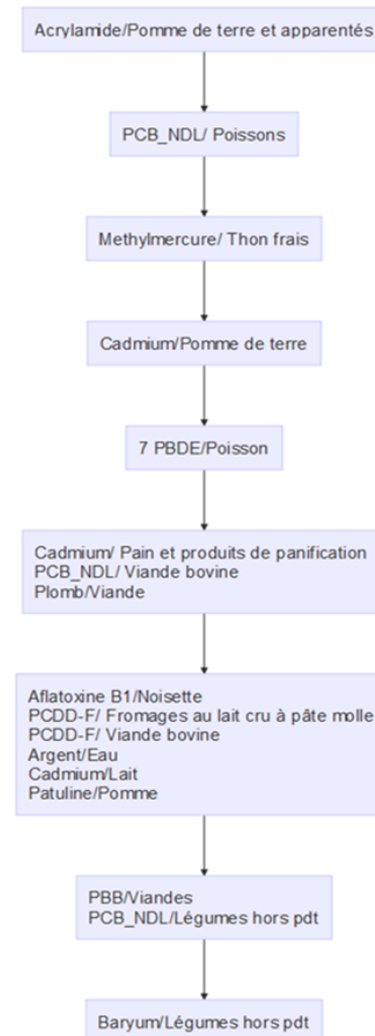 Acrylamide/Pomme de terre et apparentés
PCB_NDL/ Poissons
Methylmercure/ Thon frais
Cadmium/Pomme de terre
7 PBDE/Poisson
Cadmium/ Pain et produits de panification
PCB_NDL/ Viande bovine
Plomb/Viande
Aflatoxine B1/Noisette
PCDD-F/ Fromages au lait cru à pâte molle
PCDD-F/ Viande bovine
Argent/Eau
Cadmium/Lait
Patuline/Pomme
PBB/Viandes
PCB_NDL/Légumes hors pdt
Baryum/Légumes hors pdt